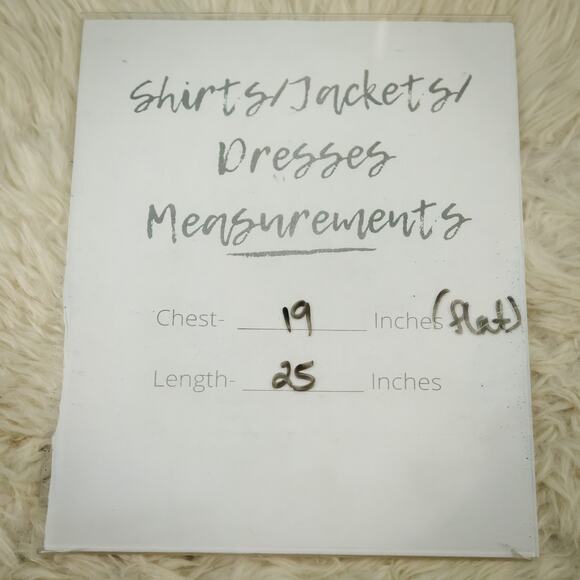 Shirts/Jackets/
Dresses
Measurements
Chest- 19 Inches (flat)
Length- 25 Inches